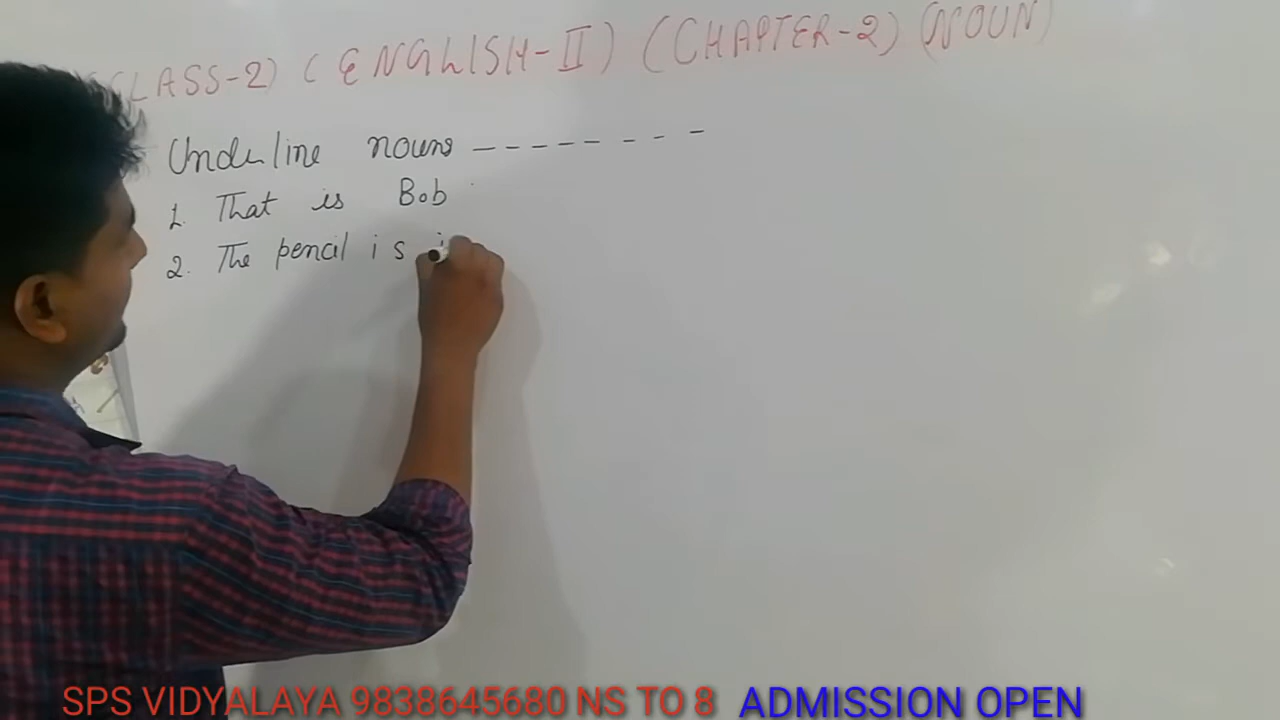 (CLASS-2) (ENGLISH-II) (CHAPTER-2) (NOUN)
Underline nouns --------
1. That is Bob
2. The pencil is i
SPS VIDYALAYA 9838645680 NS TO 8 ADMISSION OPEN